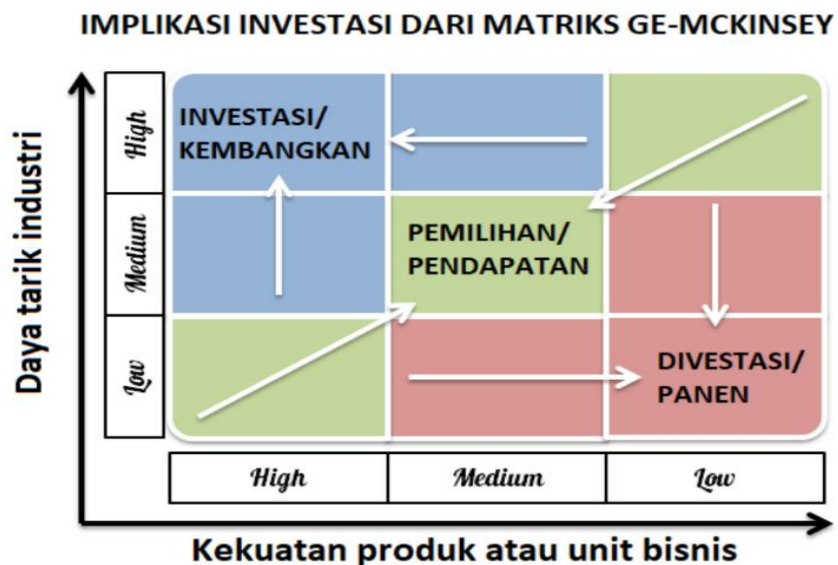 IMPLIKASI INVESTASI DARI MATRIKS GE-MCKINSEY
Daya tarik industri
High
Medium
Low
INVESTASI/
KEMBANGKAN
PEMILIHAN/
PENDAPATAN
DIVESTASI/
PANEN
High
Medium
Low
Kekuatan produk atau unit bisnis